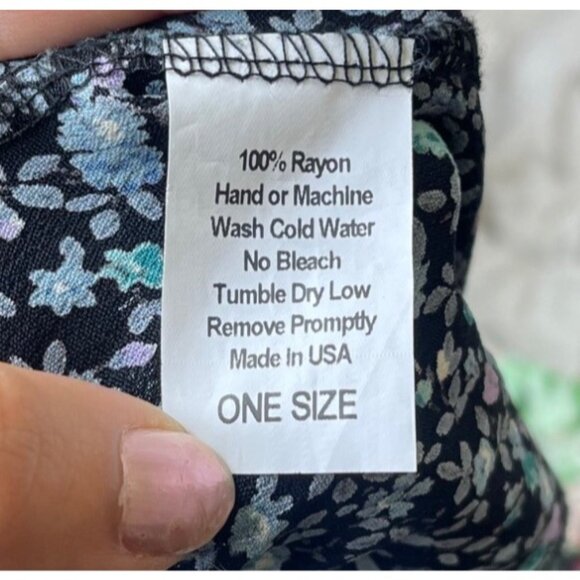 100% Rayon
Hand or Machine
Wash Cold Water
No Bleach
Tumble Dry Low
Remove Promptly
Made In USA
ONE SIZE